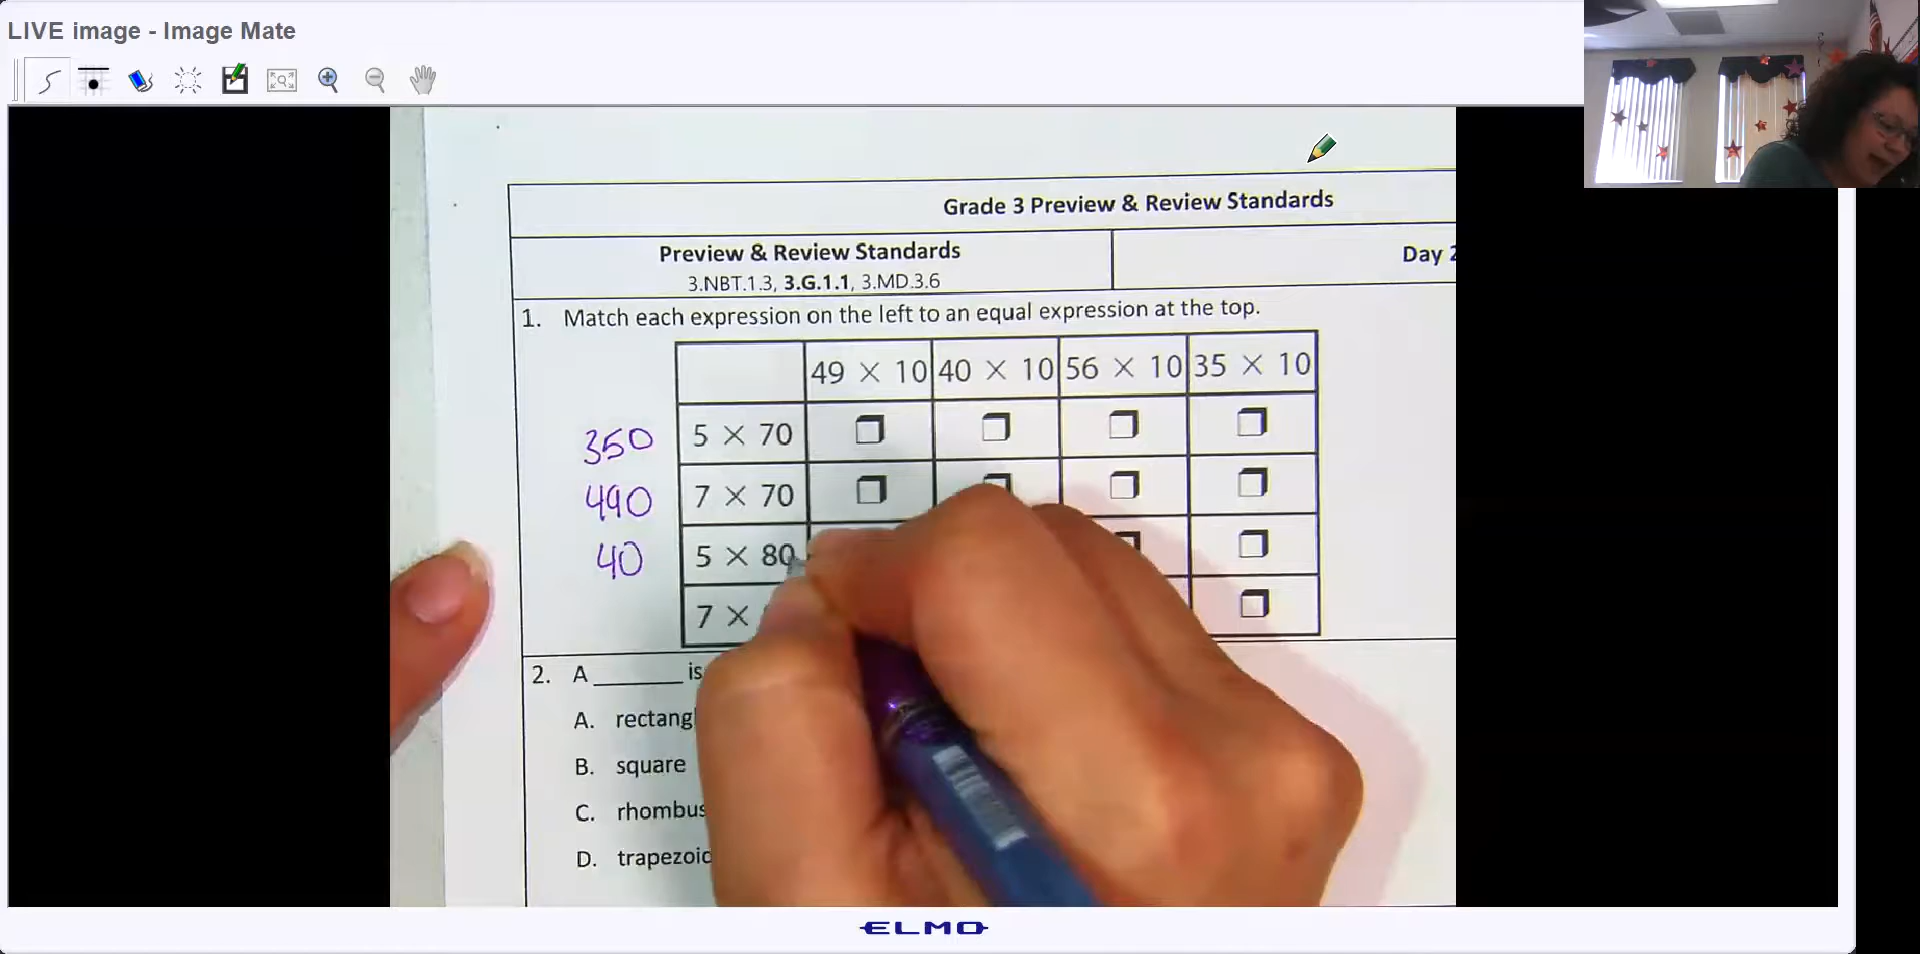 LIVE image - Image Mate
Grade 3 Preview & Review Standards
Preview & Review Standards
Day 2
3.NBT.1.3, 3.G.1.1, 3.MD.3.6
1. Match each expression on the left to an equal expression at the top.
49 × 10 40 × 10 56 × 10 35 × 10
350 5 × 70
490 7 × 70
40 5 × 80
7 ×
2. A ______ is
A. rectangl
B. square
C. rhombus
D. trapezoid
ELMO